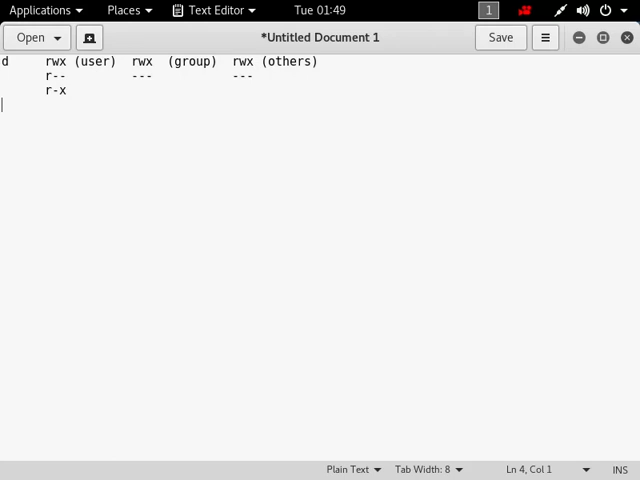 Applications Places Text Editor Tue 01:49 1
Open *Untitled Document 1 Save
d rwx (user) rwx (group) rwx (others)
r-- --- ---
r-x
Plain Text Tab Width: 8 Ln 4, Col 1 INS